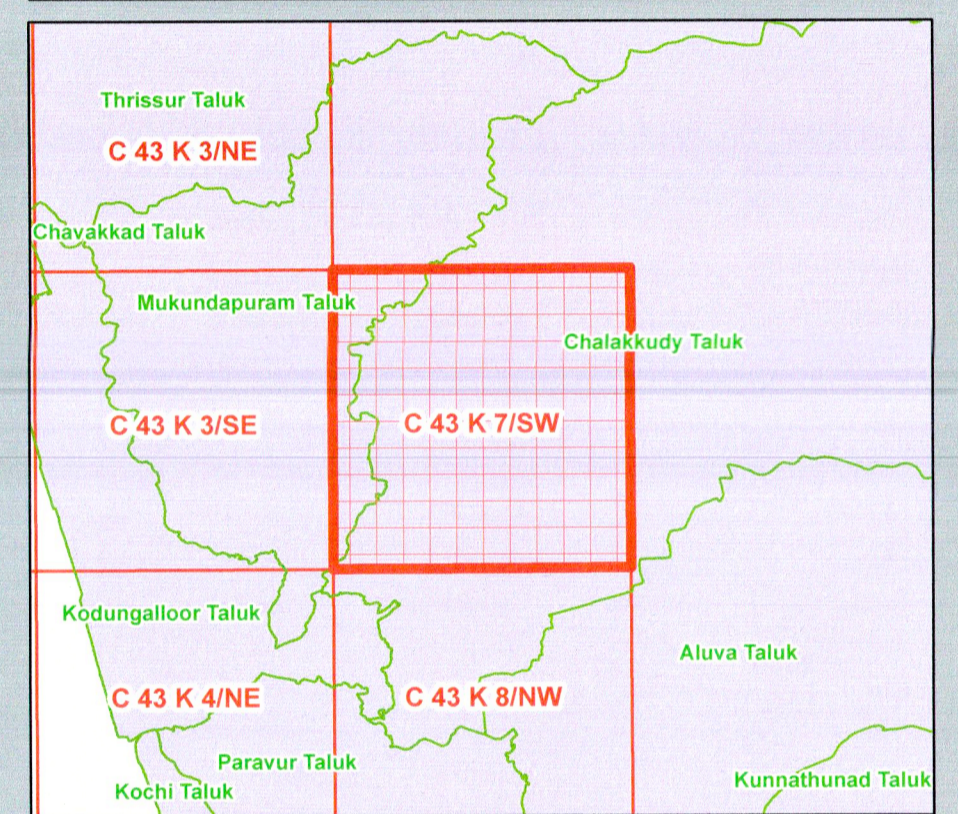 Thrissur Taluk
C 43 K 3/NE
Chavakkad Taluk
Mukundapuram Taluk
Chalakkudy Taluk
C 43 K 3/SE
C 43 K 7/SW
Kodungalloor Taluk
Aluva Taluk
C 43 K 4/NE
C 43 K 8/NW
Paravur Taluk
Kunnathunad Taluk
Kochi Taluk